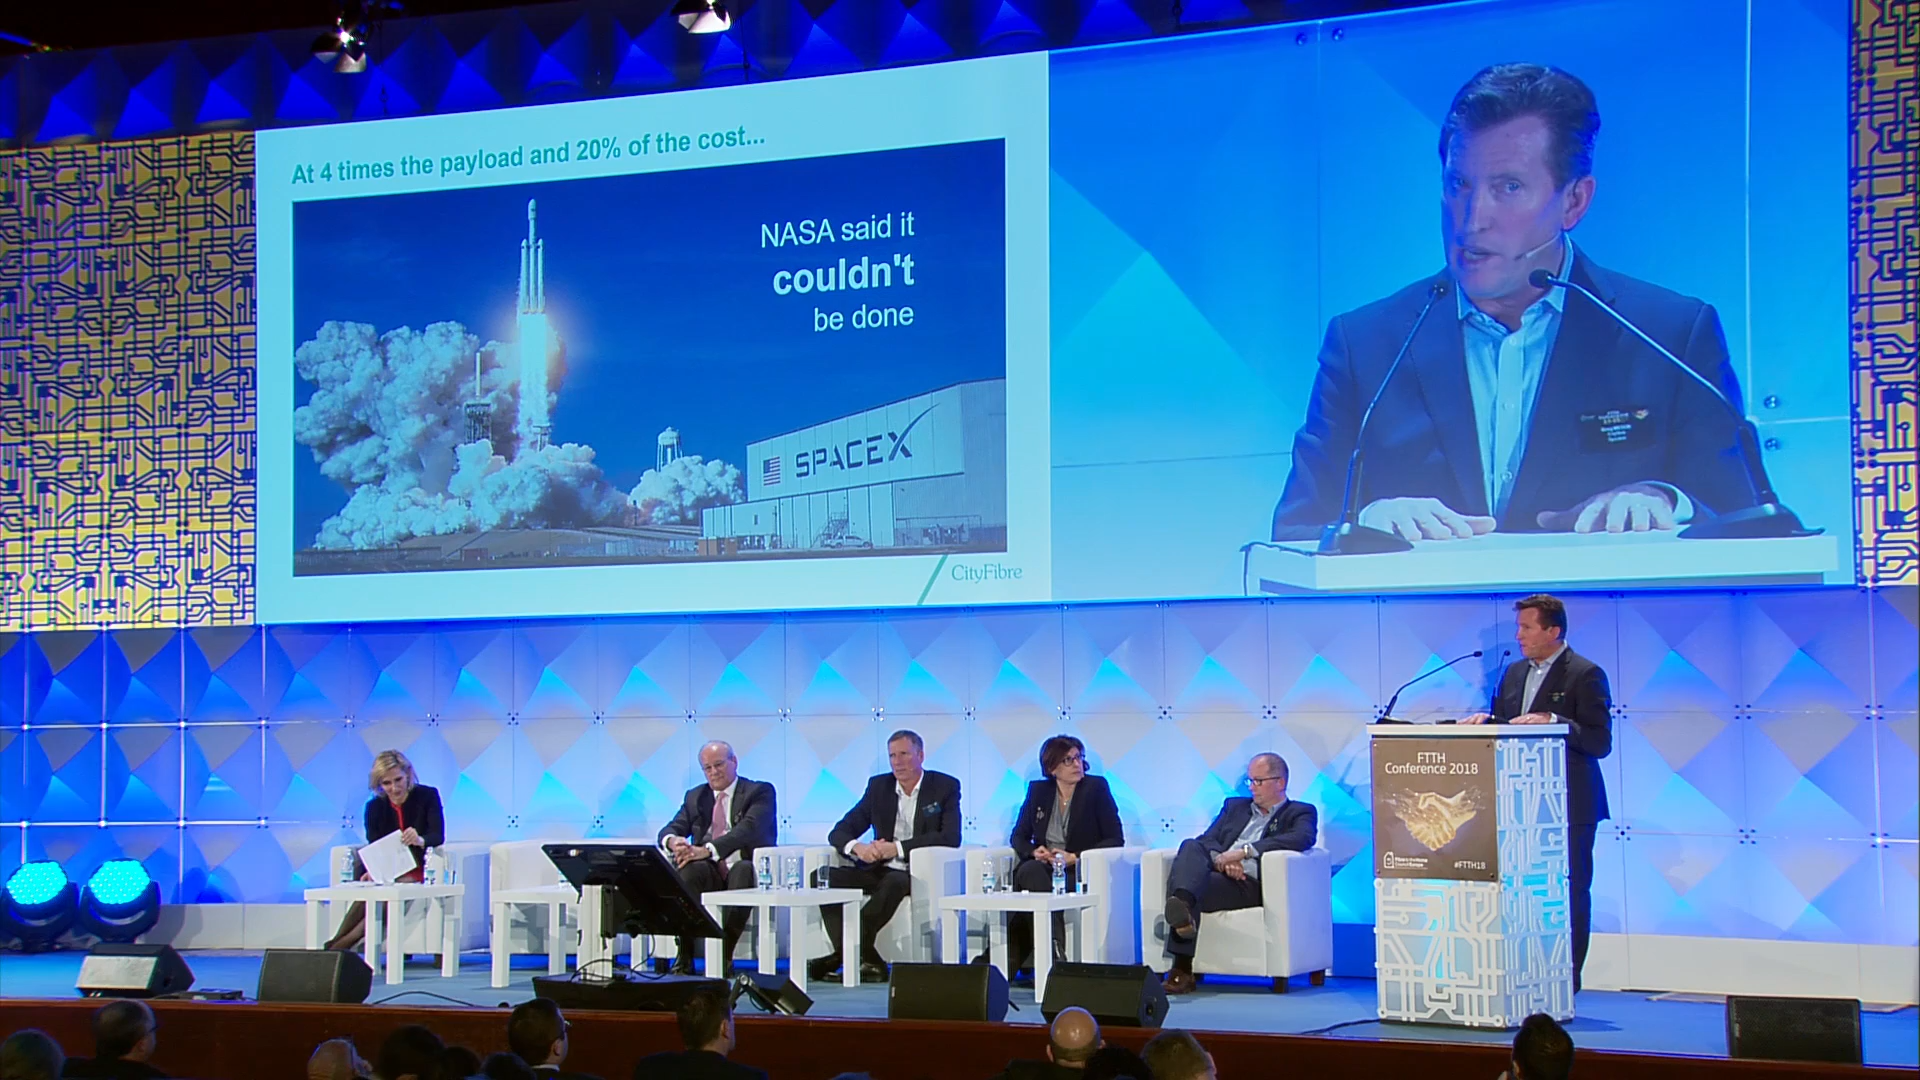 At 4 times the payload and 20% of the cost...
NASA said it
couldn't
be done
SPACEX
CityFibre
FTTH
Conference 2018
#FTTH18